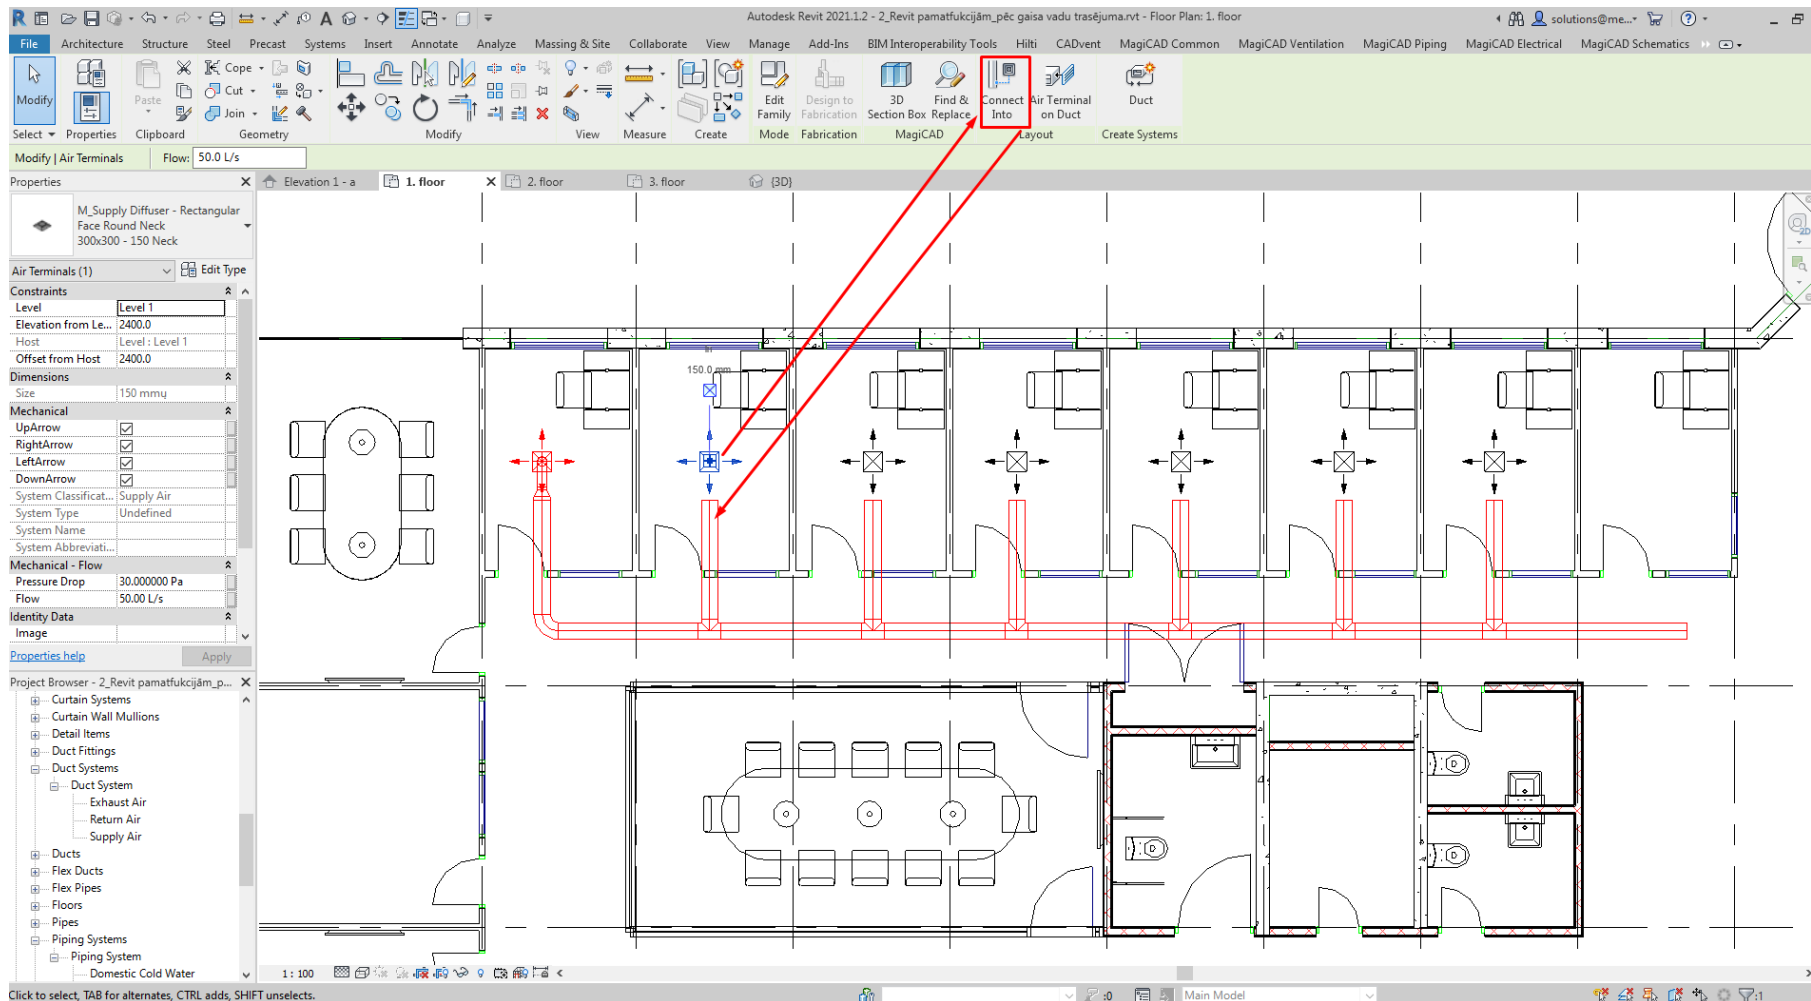 Autodesk Revit 2021.1.2 - 2_Revit pamatfukcijām_pēc gaisa vadu trasējuma.rvt - Floor Plan: 1. floor
solutions@me...
File Architecture Structure Steel Precast Systems Insert Annotate Analyze Massing & Site Collaborate View Manage Add-Ins BIM Interoperability Tools Hilti CADvent MagiCAD Common MagiCAD Ventilation MagiCAD Piping MagiCAD Electrical MagiCAD Schematics
Modify
Paste
Cope
Cut
Join
Edit Family
Design to Fabrication
3D Section Box
Find & Replace
Connect Into
Air Terminal on Duct
Duct
Select Properties Clipboard Geometry Modify View Measure Create Mode Fabrication MagiCAD Layout Create Systems
Modify | Air Terminals Flow: 50.0 L/s
Properties
Elevation 1 - a 1. floor 2. floor 3. floor {3D}
M_Supply Diffuser - Rectangular
Face Round Neck
300x300 - 150 Neck
Air Terminals (1) Edit Type
Constraints
Level Level 1
Elevation from Le... 2400.0
Host Level : Level 1
Offset from Host 2400.0
Dimensions
Size 150 mmų
Mechanical
UpArrow
RightArrow
LeftArrow
DownArrow
System Classificat... Supply Air
System Type Undefined
System Name
System Abbreviati...
Mechanical - Flow
Pressure Drop 30.000000 Pa
Flow 50.00 L/s
Identity Data
Image
Properties help Apply
150.0 mm
2D
Project Browser - 2_Revit pamatfukcijām_p...
Curtain Systems
Curtain Wall Mullions
Detail Items
Duct Fittings
Duct Systems
Duct System
Exhaust Air
Return Air
Supply Air
Ducts
Flex Ducts
Flex Pipes
Floors
Pipes
Piping Systems
Piping System
Domestic Cold Water
1 : 100
Click to select, TAB for alternates, CTRL adds, SHIFT unselects.
:0
Main Model
:1